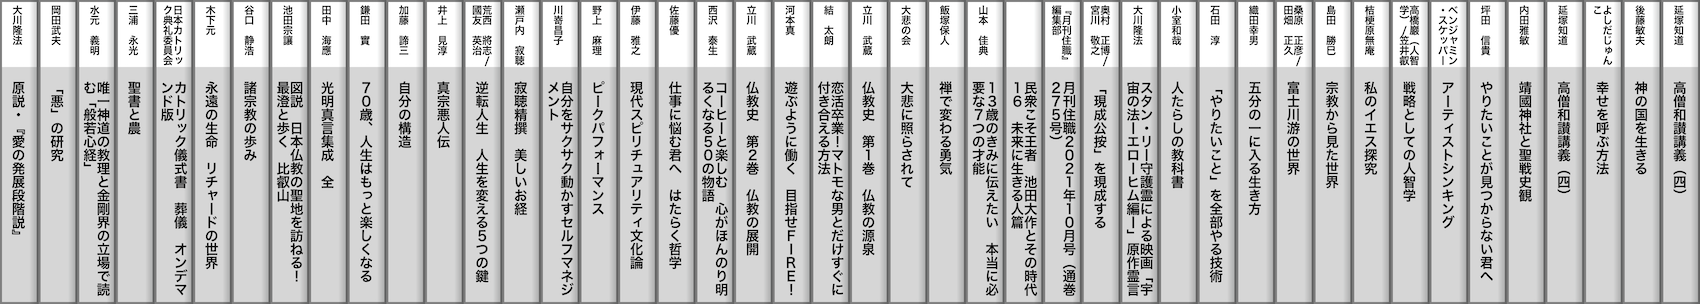 延塚知道
高僧和讃講義（四）
後藤敏夫
神の国を生きる
よしだじゅん
こ
幸せを呼ぶ方法
延塚知道
高僧和讃講義（四）
内田雅敏
靖國神社と聖戦史観
坪田　信貴
やりたいことが見つからない君へ
ベンジャミン
・スケッパー
アーティストシンキング
高橋巖（人智
学）／笠井叡
戦略としての人智学
桔梗原無庵
私のイエス探究
島田　勝巳
宗教から見た世界
桑原　正彦／
田畑　正久／
富士川游の世界
織田幸男
五分の一に入る生き方
石田　淳
「やりたいこと」を全部やる技術
小室和哉
人たらしの教科書
大川隆法
スタン・リー守護霊による映画「宇
宙の法ーエローヒム編ー」原作霊言
奥村　正博／
宮川　敬之
「現成公按」を現成する
『月刊住職』
編集部
月刊住職２０２１年１０月号（通巻
２７５号）
民衆こそ王者　池田大作とその時代
１６　未来に生きる人篇
山本　佳典
１３歳のきみに伝えたい　本当に必
要な７つの才能
飯塚保人
禅で変わる勇気
大悲の会
大悲に照らされて
立川　武蔵
仏教史　第１巻　仏教の源泉
結　太朗
恋活卒業！マトモな男とだけすぐに
付き合える方法
河本真
遊ぶように働く　目指せＦＩＲＥ！
立川　武蔵
仏教史　第２巻　仏教の展開
西沢　泰生
コーヒーと楽しむ　心がほんのり明
るくなる５０の物語
佐藤優
仕事に悩む君へ　はたらく哲学
伊藤　雅之
現代スピリチュアリティ文化論
野上　麻理
ピークパフォーマンス
川嵜昌子
自分をサクサク動かすセルフマネジ
メント
瀬戸内　寂聴
寂聴精撰　美しいお経
荒西　將志／
國友　英治
逆転人生　人生を変える５つの鍵
井上　見淳
真宗悪人伝
加藤　諦三
自分の構造
鎌田　實
７０歳、人生はもっと楽しくなる
田中　海應
光明真言集成　全
池田宗讓
図説　日本仏教の聖地を訪ねる！
最澄と歩く　比叡山
谷口　静浩
諸宗教の歩み
木下元
永遠の生命　リチャードの世界
日本カトリッ
ク典礼委員会
カトリック儀式書　葬儀　オンデマ
ンド版
三浦　永光
聖書と農
水元　義明
唯一神道の教理と金剛界の立場で読
む「般若心経」
岡田武夫
「悪」の研究
大川隆法
原説・『愛の発展段階説』